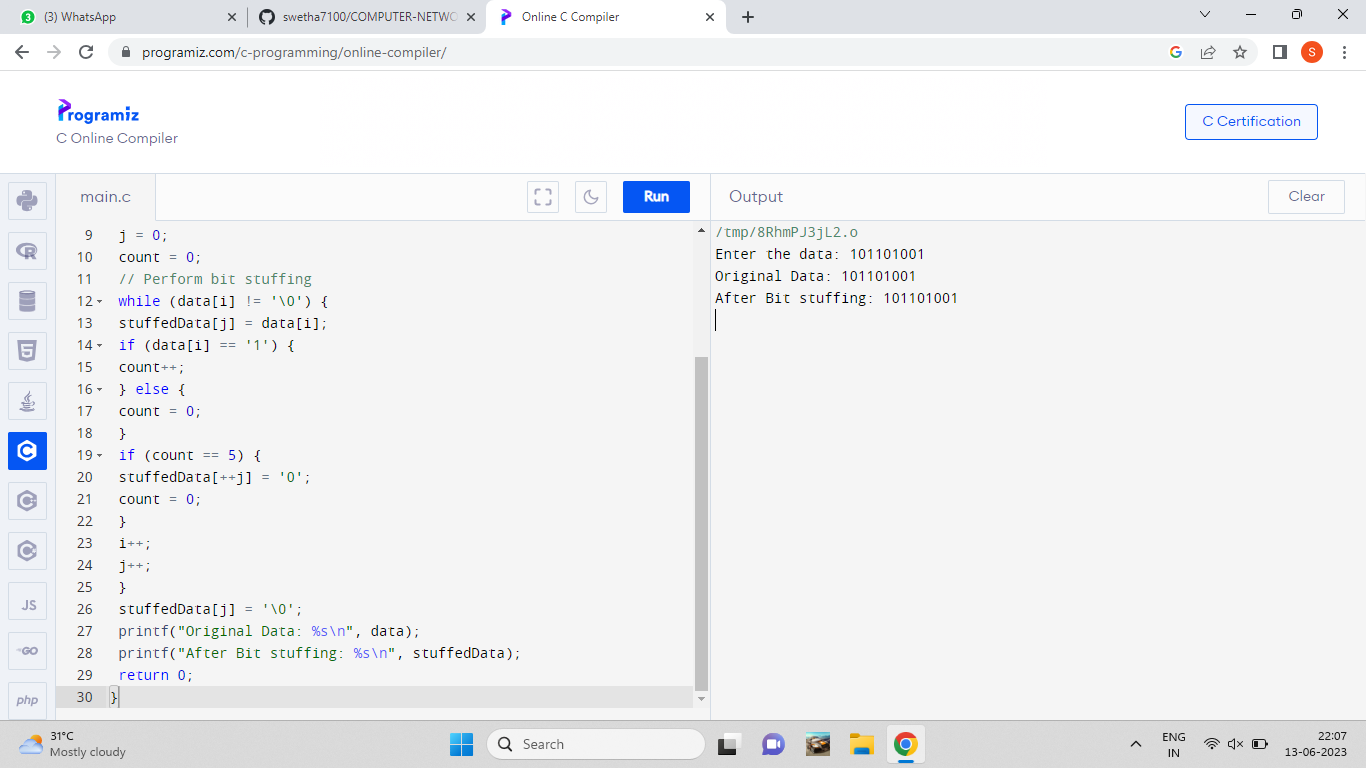 (3) WhatsApp
swetha7100/COMPUTER-NETWO
Online C Compiler
programiz.com/c-programming/online-compiler/
S
Programiz
C Online Compiler
C Certification
main.c
Run
Output
Clear
9 j = 0;
10 count = 0;
11 // Perform bit stuffing
12 while (data[i] != '\0') {
13 stuffedData[j] = data[i];
14 if (data[i] == '1') {
15 count++;
16 } else {
17 count = 0;
18 }
19 if (count == 5) {
20 stuffedData[++j] = '0';
21 count = 0;
22 }
23 i++;
24 j++;
25 }
26 stuffedData[j] = '\0';
27 printf("Original Data: %s\n", data);
28 printf("After Bit stuffing: %s\n", stuffedData);
29 return 0;
30 }
/tmp/8RhmPJ3jL2.o
Enter the data: 101101001
Original Data: 101101001
After Bit stuffing: 101101001
JS
GO
php
31°C
Mostly cloudy
Search
ENG
IN
22:07
13-06-2023